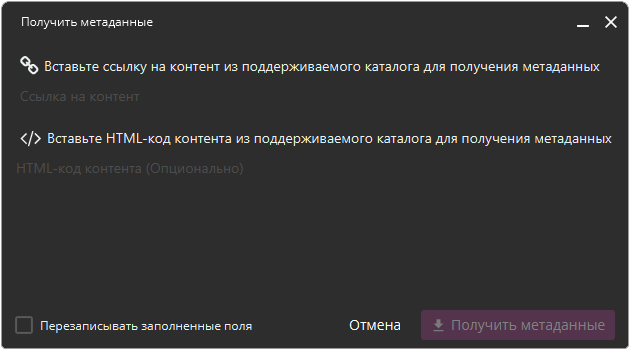 Получить метаданные
Вставьте ссылку на контент из поддерживаемого каталога для получения метаданных
Ссылка на контент
Вставьте HTML-код контента из поддерживаемого каталога для получения метаданных
HTML-код контента (Опционально)
Перезаписывать заполненные поля
Отмена
Получить метаданные